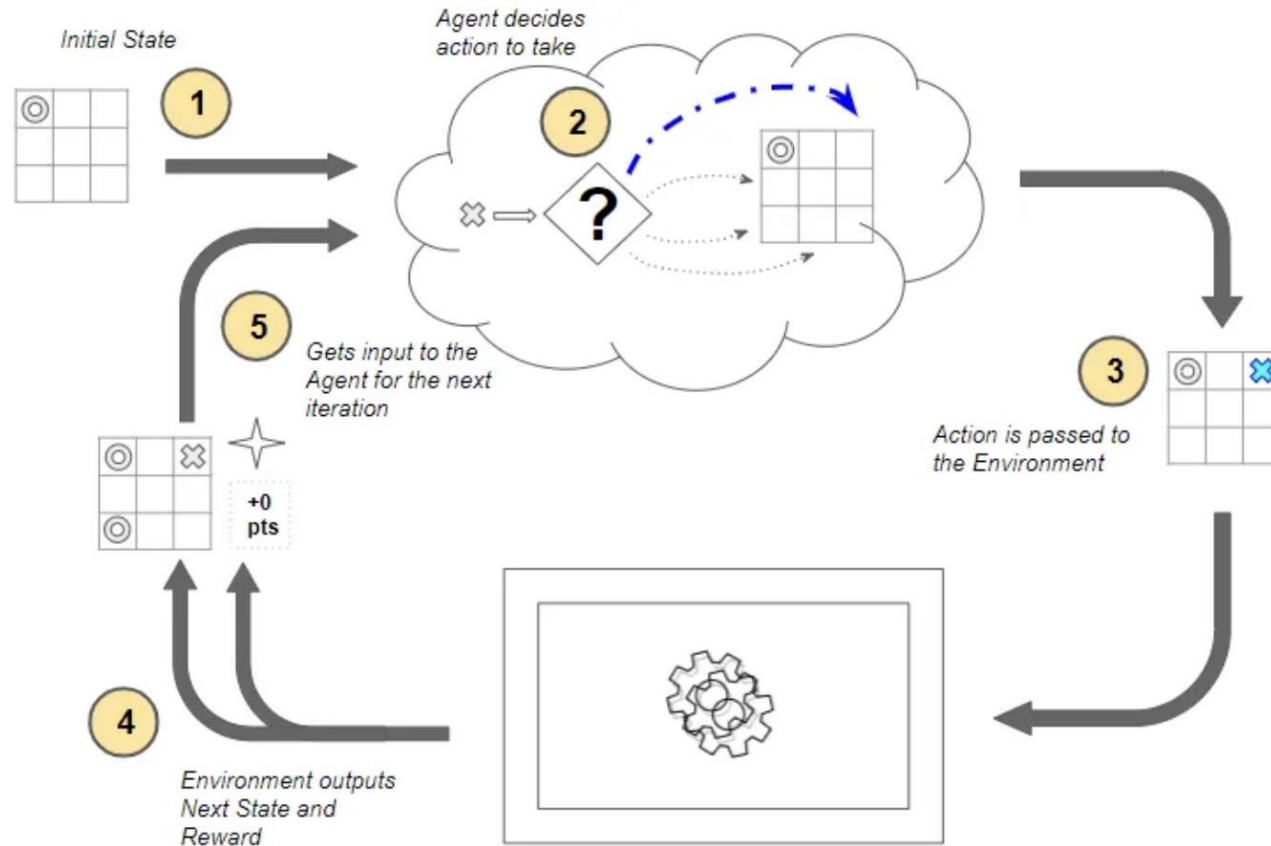 Initial State
1
Agent decides
action to take
2
?
3
Action is passed to
the Environment
5
Gets input to the
Agent for the next
iteration
+0
pts
4
Environment outputs
Next State and
Reward